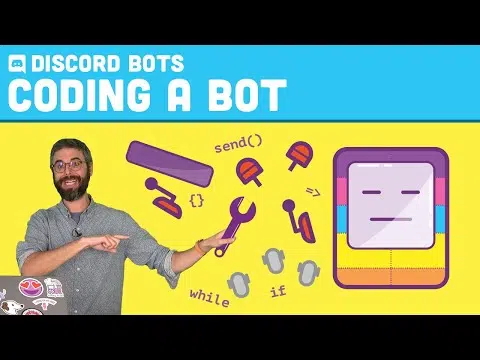 DISCORD BOTS
CODING A BOT
send()
{}
=>
while
if